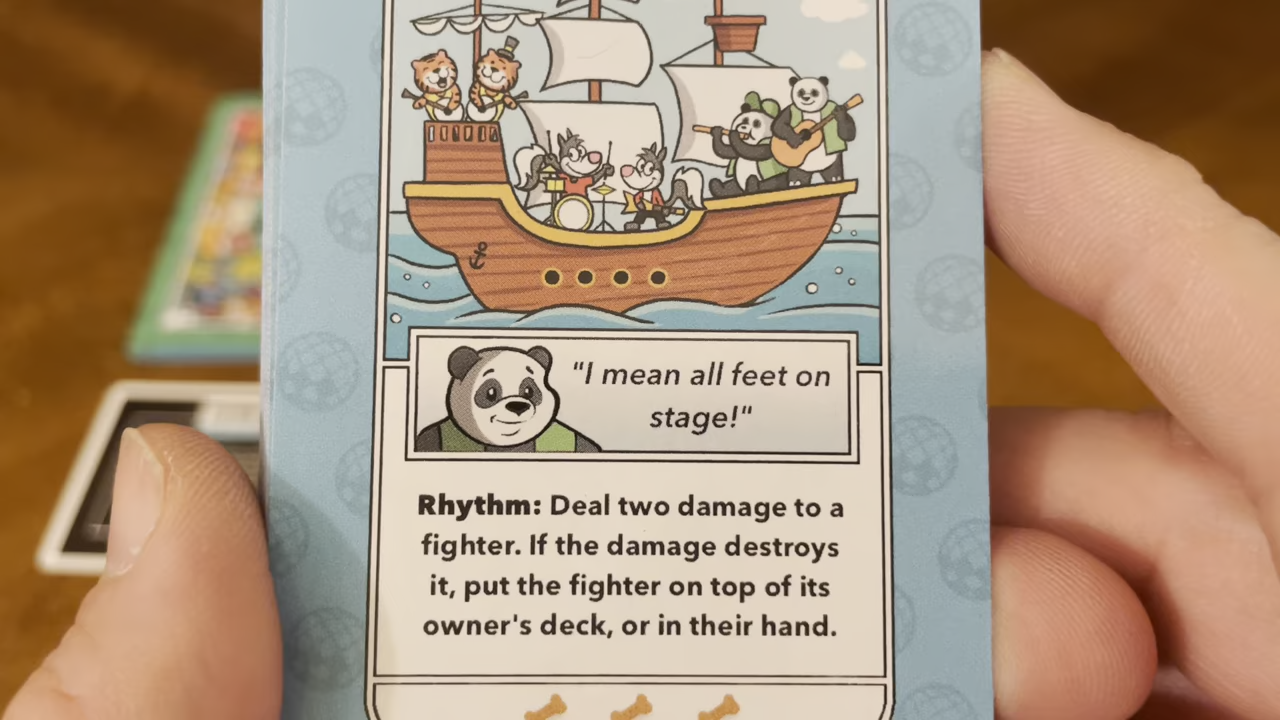 "I mean all feet on
stage!"
Rhythm: Deal two damage to a
fighter. If the damage destroys
it, put the fighter on top of its
owner's deck, or in their hand.